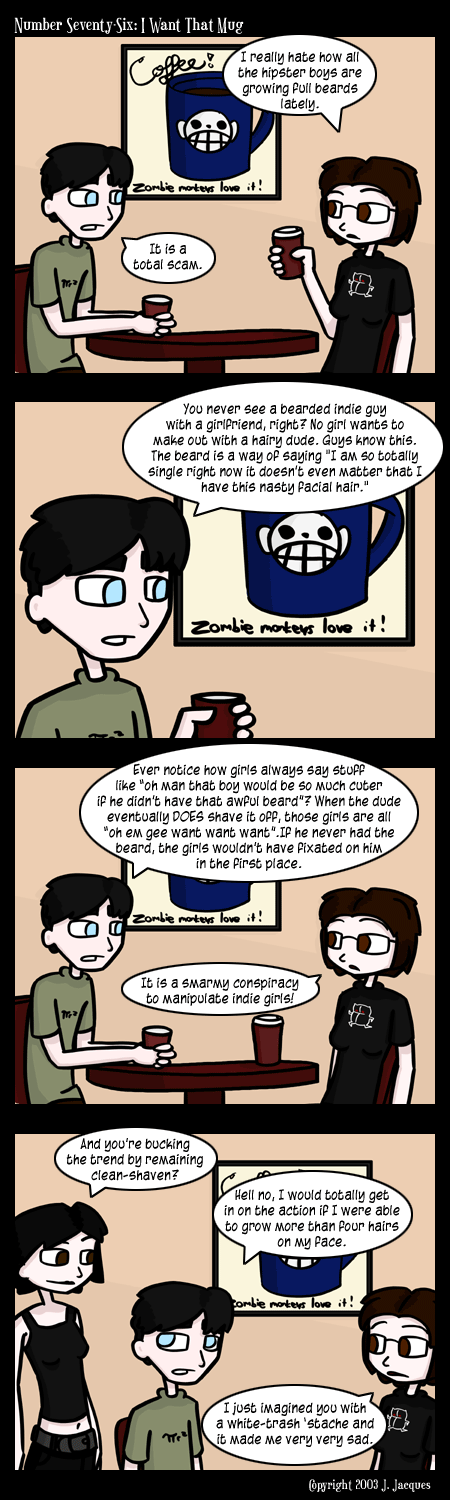 Number Seventy-Six: I Want That Mug
Coffee!
I really hate how all
the hipster boys are
growing full beards
lately.
It is a
total scam.
Zombie monkeys love it!
You never see a bearded indie guy
with a girlfriend, right? No girl wants to
make out with a hairy dude. Guys know this.
The beard is a way of saying "I am so totally
single right now it doesn't even matter that I
have this nasty facial hair."
Zombie monkeys love it!
Ever notice how girls always say stuff
like "oh man that boy would be so much cuter
if he didn't have that awful beard"? When the dude
eventually DOES shave it off, those girls are all
"oh em gee want want want".If he never had the
beard, the girls wouldn't have fixated on him
in the first place.
Zombie monkeys love it!
It is a smarmy conspiracy
to manipulate indie girls!
And you're bucking
the trend by remaining
clean-shaven?
Hell no, I would totally get
in on the action if I were able
to grow more than four hairs
on my face.
Zombie monkeys love it!
I just imagined you with
a white-trash 'stache and
it made me very very sad.
Copyright 2003 J. Jacques